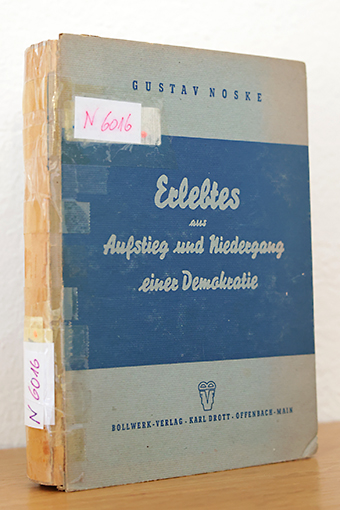 GUSTAV NOSKE
N 6016
Erlebtes
aus
Aufstieg und Niedergang
einer Demokratie
BOLLWERK-VERLAG · KARL DROTT · OFFENBACH-MAIN
N 6016